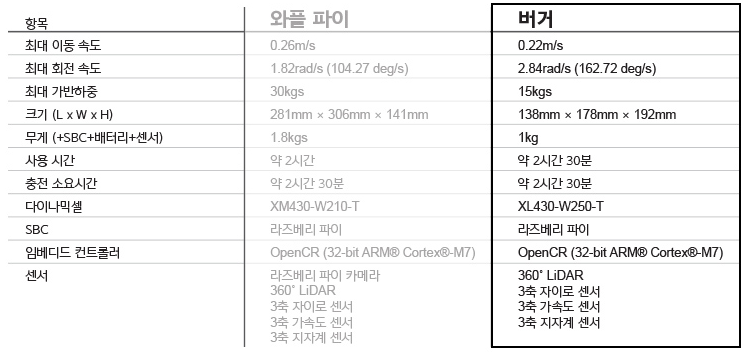 항목 와플 파이 버거
최대 이동 속도 0.26m/s 0.22m/s
최대 회전 속도 1.82rad/s (104.27 deg/s) 2.84rad/s (162.72 deg/s)
최대 가반하중 30kgs 15kgs
크기 (L x W x H) 281mm × 306mm × 141mm 138mm × 178mm × 192mm
무게 (+SBC+배터리+센서) 1.8kgs 1kg
사용 시간 약 2시간 약 2시간 30분
충전 소요시간 약 2시간 30분 약 2시간 30분
다이나믹셀 XM430-W210-T XL430-W250-T
SBC 라즈베리 파이 라즈베리 파이
임베디드 컨트롤러 OpenCR (32-bit ARM® Cortex®-M7) OpenCR (32-bit ARM® Cortex®-M7)
센서 라즈베리 파이 카메라 360˚ LiDAR
360˚ LiDAR 3축 자이로 센서
3축 자이로 센서 3축 가속도 센서
3축 가속도 센서 3축 지자계 센서
3축 지자계 센서